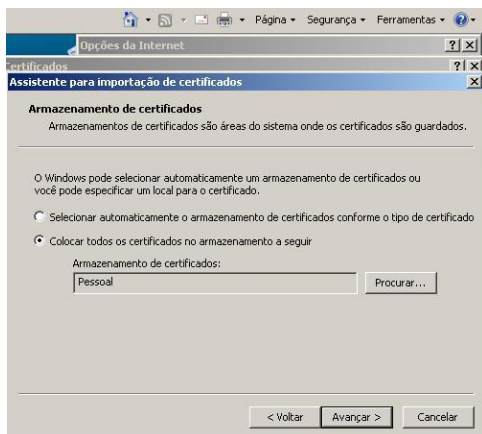 Página Segurança Ferramentas
Opções da Internet
Certificados
Assistente para importação de certificados
Armazenamento de certificados
Armazenamentos de certificados são áreas do sistema onde os certificados são guardados.
O Windows pode selecionar automaticamente um armazenamento de certificados ou
você pode especificar um local para o certificado.
Selecionar automaticamente o armazenamento de certificados conforme o tipo de certificado
Colocar todos os certificados no armazenamento a seguir
Armazenamento de certificados:
Pessoal Procurar...
< Voltar Avançar > Cancelar